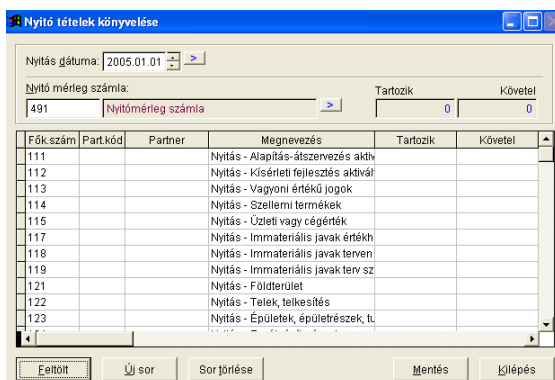 Nyitó tételek könyvelése
Nyitás dátuma: 2005.01.01 >
Nyitó mérleg számla: Tartozik Követel
491 Nyitómérleg számla > 0 0
Fők.szám Part.kód Partner Megnevezés Tartozik Követel
111 Nyitás - Alapítás-átszervezés aktiv
112 Nyitás - Kísérleti fejlesztés aktivált
113 Nyitás - Vagyoni értékű jogok
114 Nyitás - Szellemi termékek
115 Nyitás - Üzleti vagy cégérték
117 Nyitás - Immateriális javak értékh
118 Nyitás - Immateriális javak terven
119 Nyitás - Immateriális javak terv sz
121 Nyitás - Földterület
122 Nyitás - Telek, telkesítés
123 Nyitás - Épületek, épületrészek, tu
Feltölt Új sor Sor törlése Mentés Kilépés